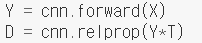 Y = cnn.forward(X)
D = cnn.relprop(Y*T)